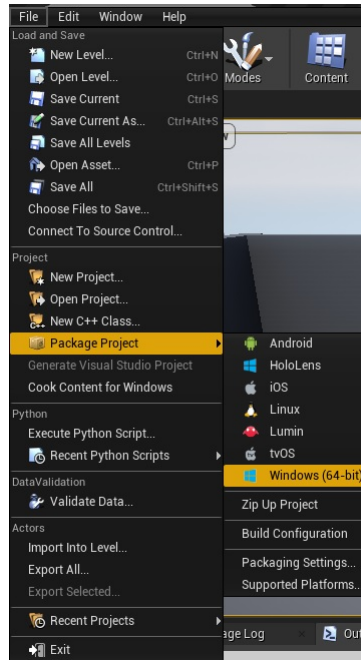 File Edit Window Help
Load and Save
New Level... Ctrl+N
Open Level... Ctrl+O
Modes Content
Save Current Ctrl+S
Save Current As... Ctrl+Alt+S
Save All Levels
Open Asset... Ctrl+P
Save All Ctrl+Shift+S
Choose Files to Save...
Connect To Source Control...
Project
New Project...
Open Project...
New C++ Class...
Package Project Android
Generate Visual Studio Project HoloLens
Cook Content for Windows iOS
Linux
Python
Execute Python Script... Lumin
Recent Python Scripts tvOS
DataValidation Windows (64-bit)
Validate Data... Zip Up Project
Actors
Build Configuration
Import Into Level...
Export All... Packaging Settings...
Export Selected... Supported Platforms..
Recent Projects
age Log Ou
Exit